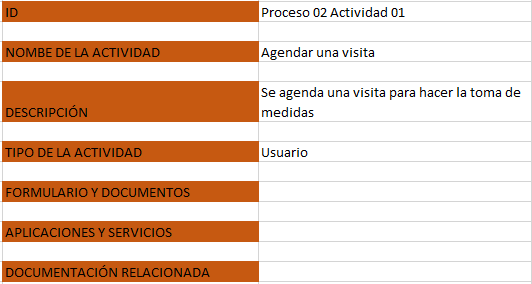 ID
Proceso 02 Actividad 01
NOMBE DE LA ACTIVIDAD
Agendar una visita
DESCRIPCIÓN
Se agenda una visita para hacer la toma de
medidas
TIPO DE LA ACTIVIDAD
Usuario
FORMULARIO Y DOCUMENTOS
APLICACIONES Y SERVICIOS
DOCUMENTACIÓN RELACIONADA